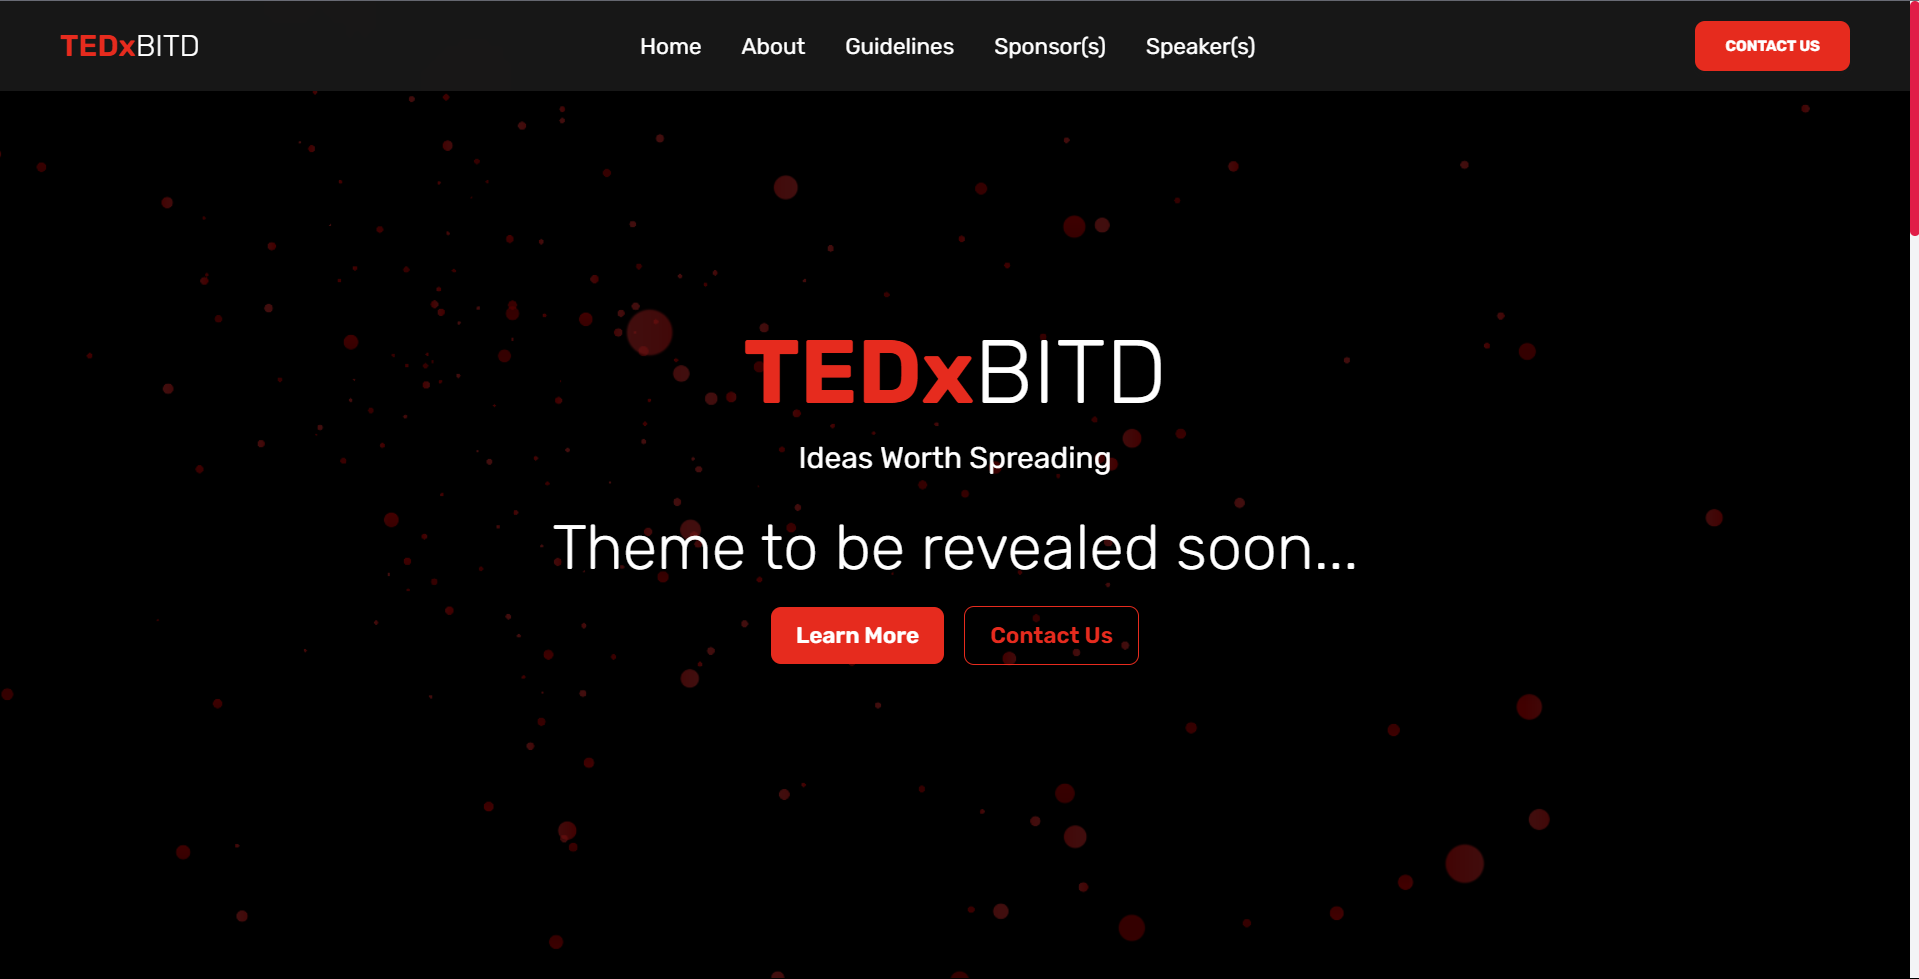 TEDxBITD
Home About Guidelines Sponsor(s) Speaker(s)
CONTACT US
TEDxBITD
Ideas Worth Spreading
Theme to be revealed soon...
Learn More Contact Us